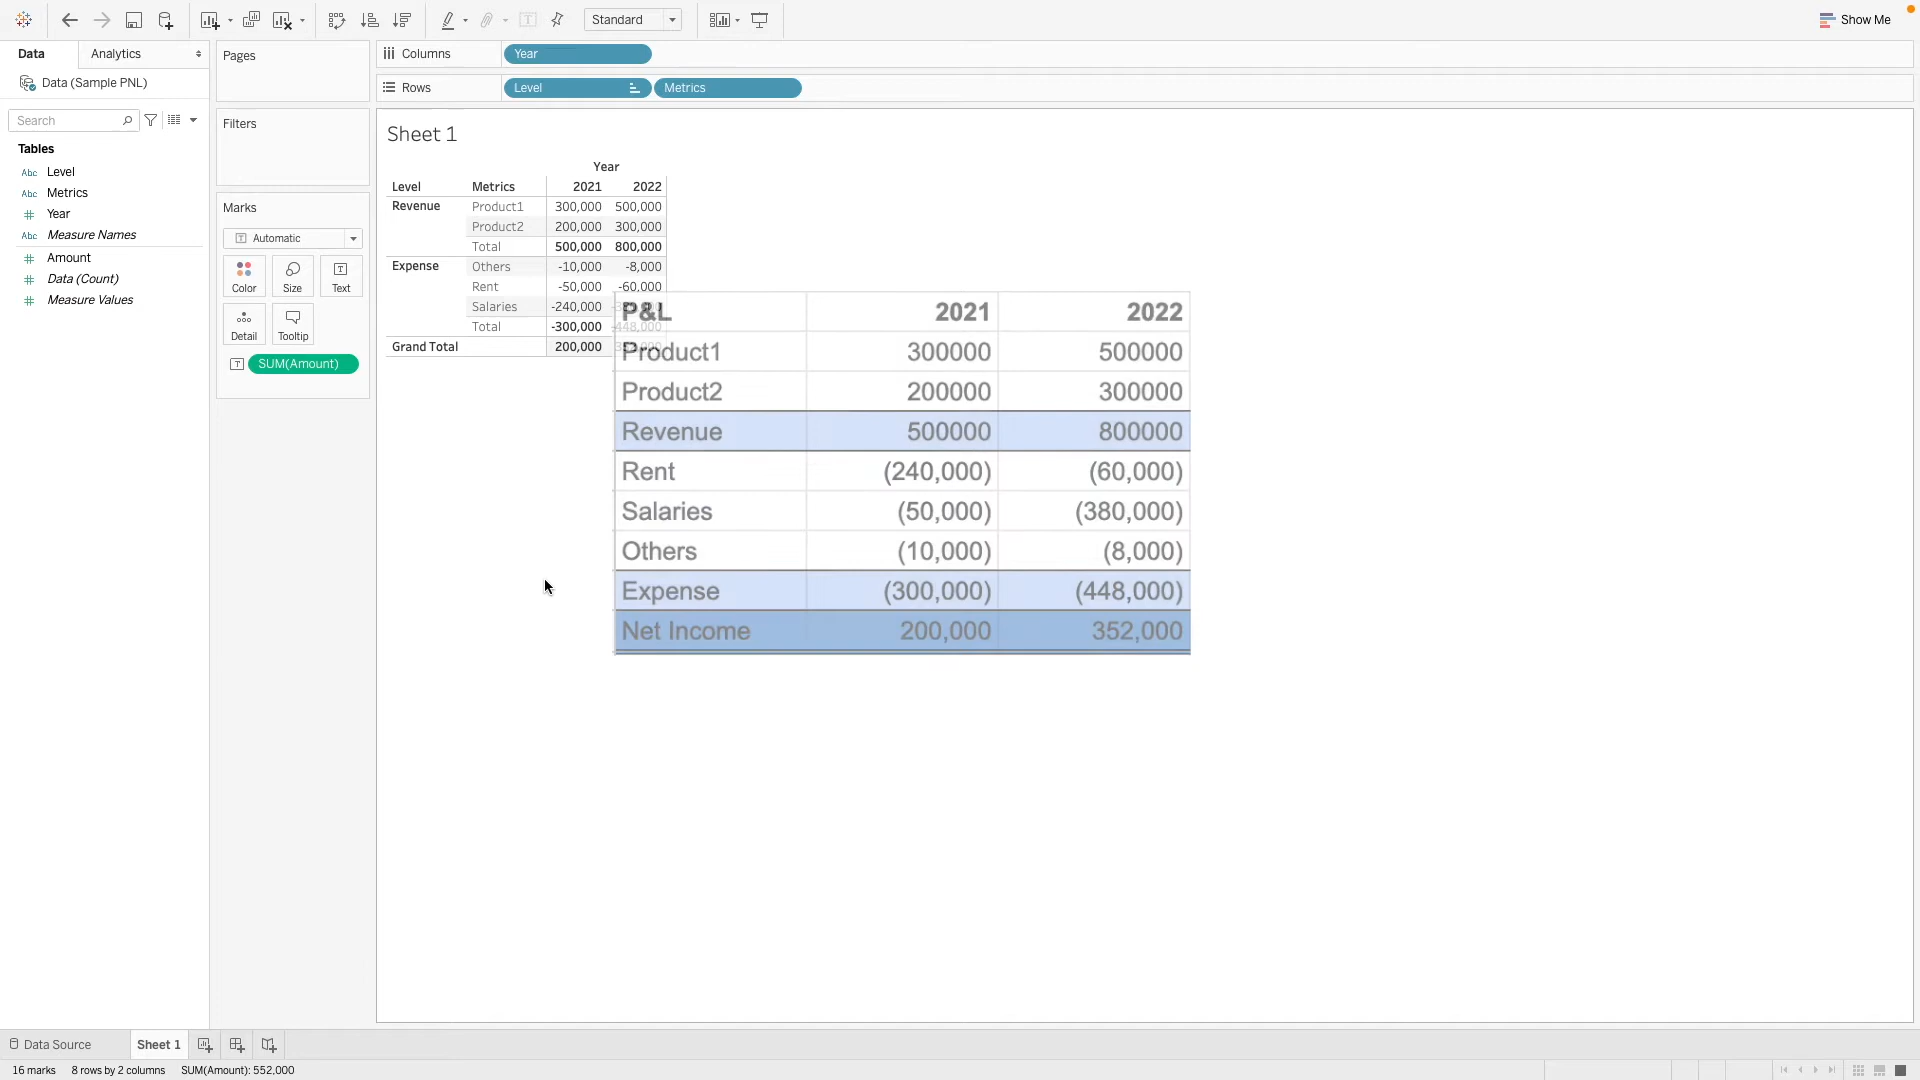 Standard
Show Me
Data
Analytics
Data (Sample PNL)
Search
Tables
Abc Level
Abc Metrics
Year
Abc Measure Names
Amount
Data (Count)
Measure Values
Pages
Filters
Marks
Automatic
Color
Size
Text
Detail
Tooltip
SUM(Amount)
Columns
Year
Rows
Level
Metrics
Sheet 1
Year
Level Metrics 2021 2022
Revenue Product1 300,000 500,000
Product2 200,000 300,000
Total 500,000 800,000
Expense Others -10,000 -8,000
Rent -50,000 -60,000
Salaries -240,000
Total -300,000 -448,000
Grand Total 200,000
P&L 2021 2022
Product1 300000 500000
Product2 200000 300000
Revenue 500000 800000
Rent (240,000) (60,000)
Salaries (50,000) (380,000)
Others (10,000) (8,000)
Expense (300,000) (448,000)
Net Income 200,000 352,000
Data Source
Sheet 1
16 marks 8 rows by 2 columns SUM(Amount): 552,000